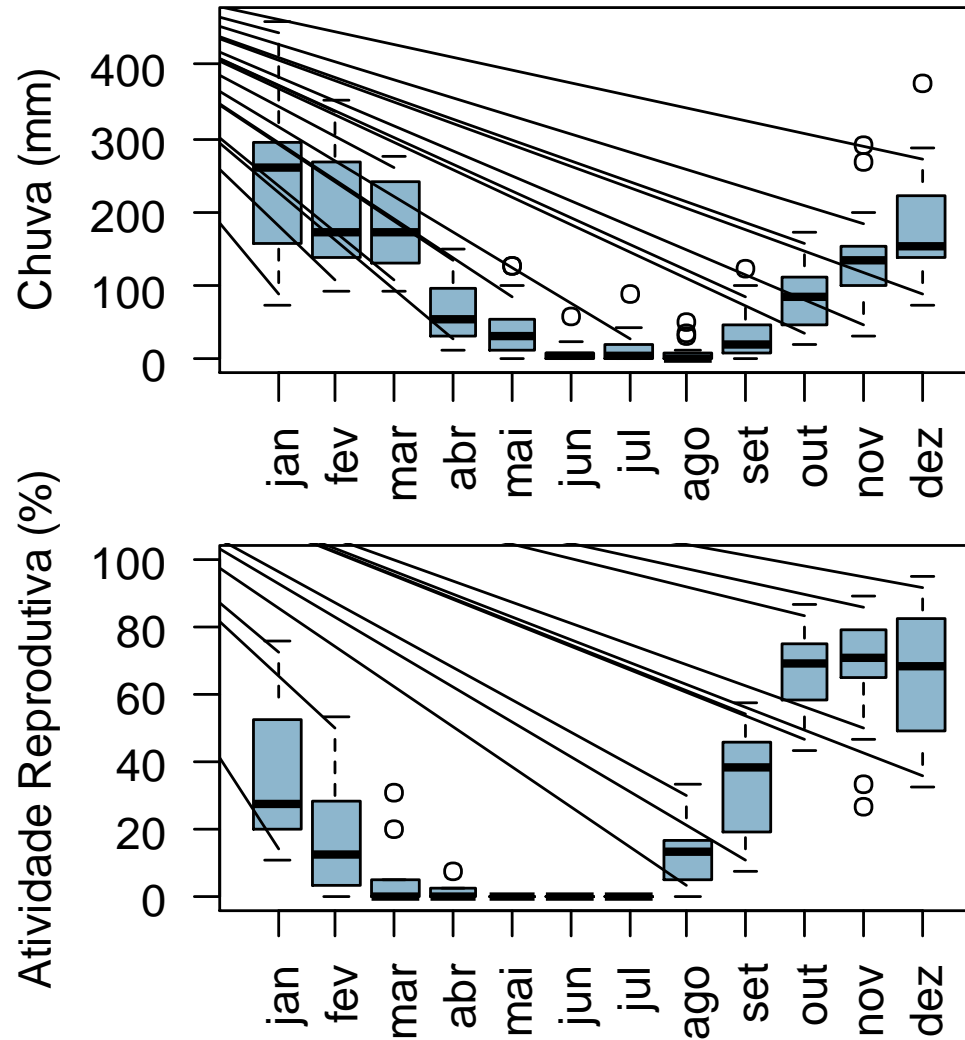 Chuva (mm)
400
300
200
100
0
jan
fev
mar
abr
mai
jun
jul
ago
set
out
nov
dez
Atividade Reprodutiva (%)
100
80
60
40
20
0
jan
fev
mar
abr
mai
jun
jul
ago
set
out
nov
dez